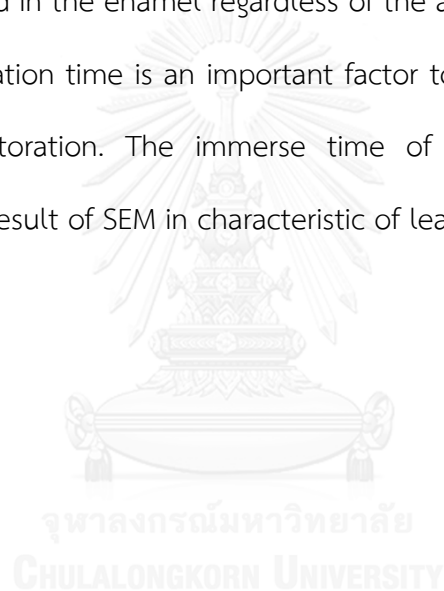 in the enamel regardless of the
ation time is an important factor to
toration. The immerse time of
esult of SEM in characteristic of lea
จุฬาลงกรณ์มหาวิทยาลัย
CHULALONGKORN UNIVERSITY